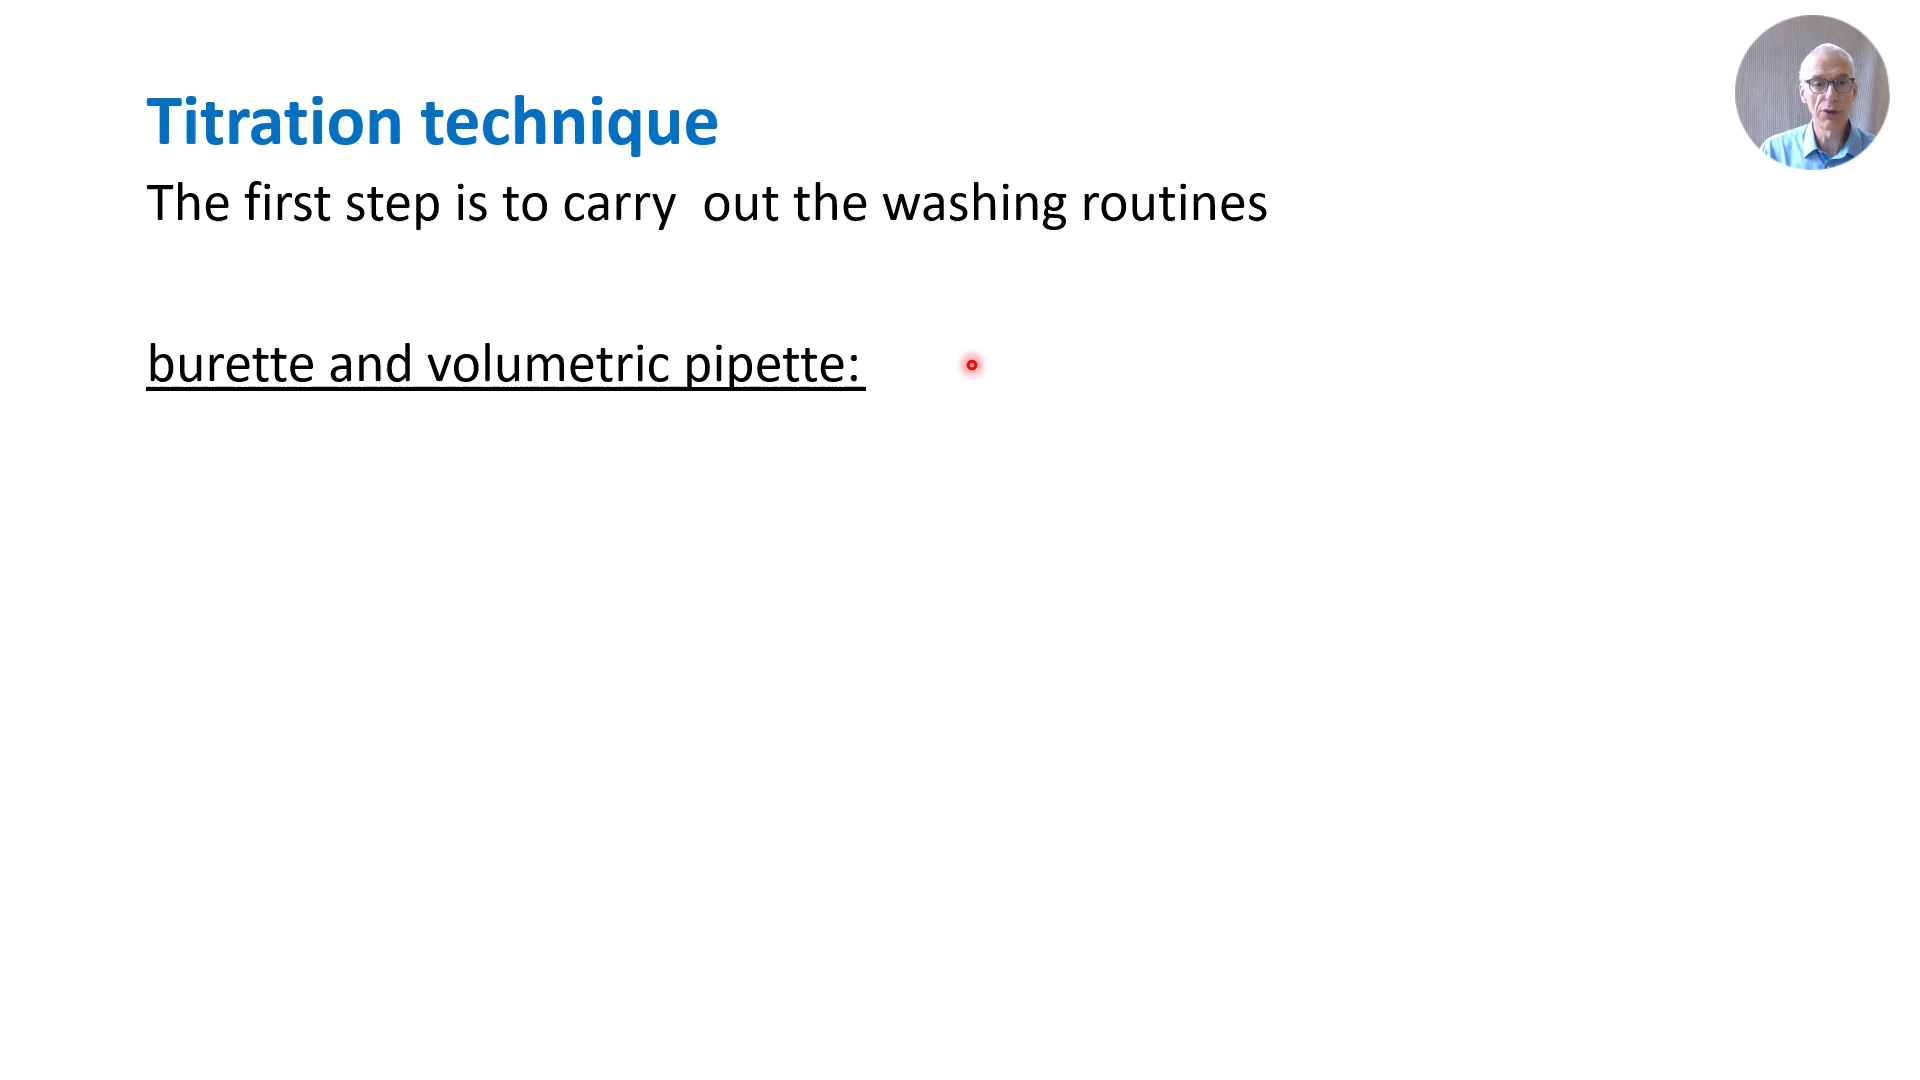 Titration technique
The first step is to carry  out the washing routines
burette and volumetric pipette: